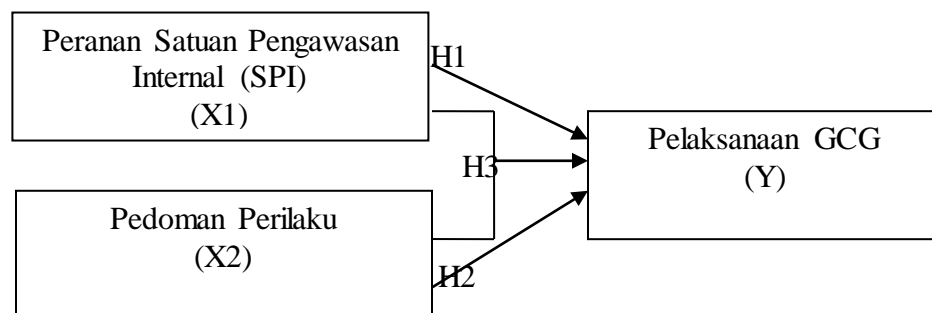 Peranan Satuan Pengawasan
Internal (SPI)
(X1)
H1
Pelaksanaan GCG
(Y)
H3
Pedoman Perilaku
(X2)
H2